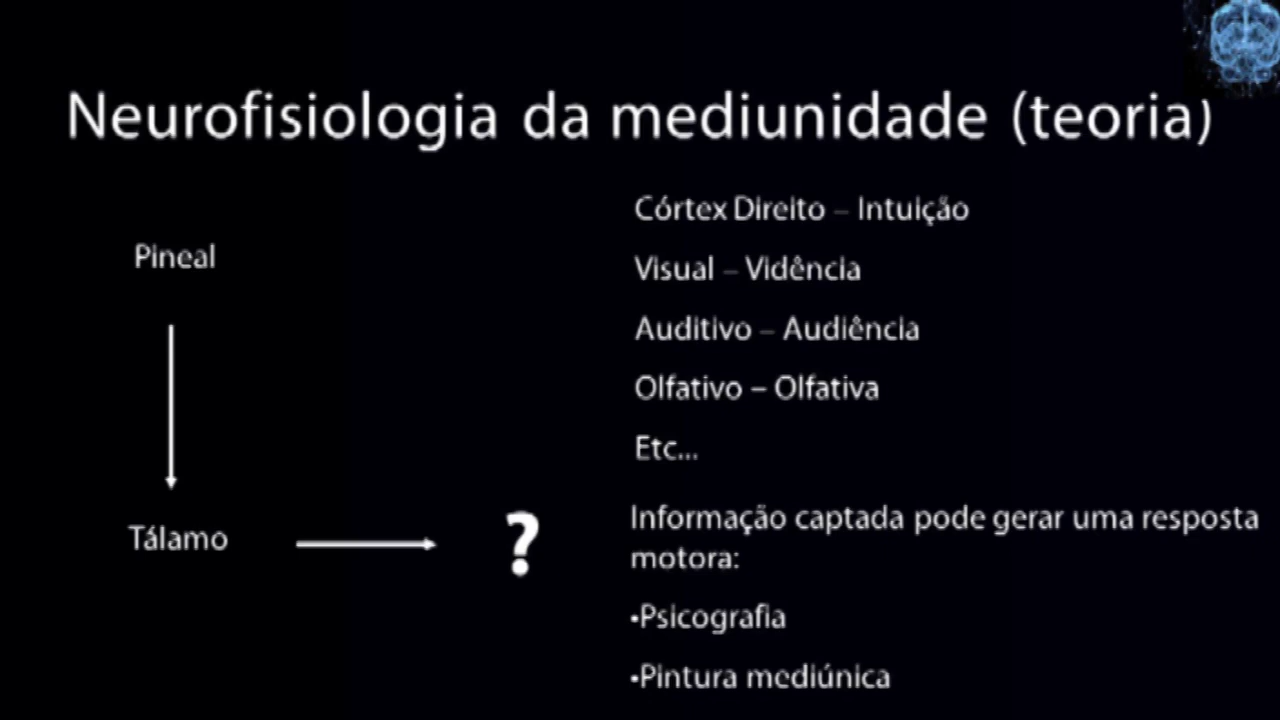 Neurofisiologia da mediunidade (teoria)
Pineal
Tálamo
?
Córtex Direito – Intuição
Visual – Vidência
Auditivo – Audiência
Olfativo – Olfativa
Etc...
Informação captada pode gerar uma resposta
motora:
•Psicografia
•Pintura mediúnica